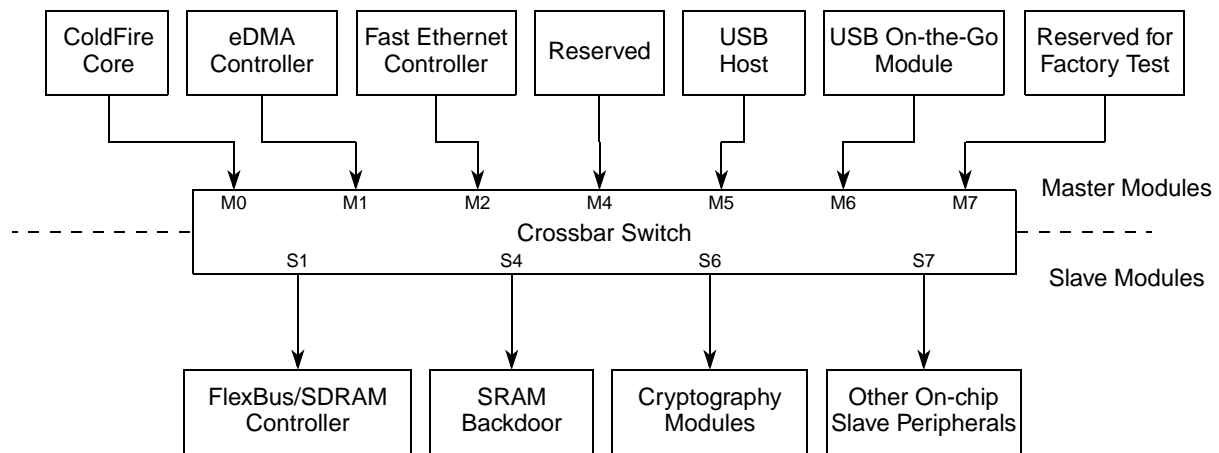 ColdFire
Core
eDMA
Controller
Fast Ethernet
Controller
Reserved
USB
Host
USB On-the-Go
Module
Reserved for
Factory Test
M0
M1
M2
M4
M5
M6
M7
Master Modules
Crossbar Switch
S1
S4
S6
S7
Slave Modules
FlexBus/SDRAM
Controller
SRAM
Backdoor
Cryptography
Modules
Other On-chip
Slave Peripherals